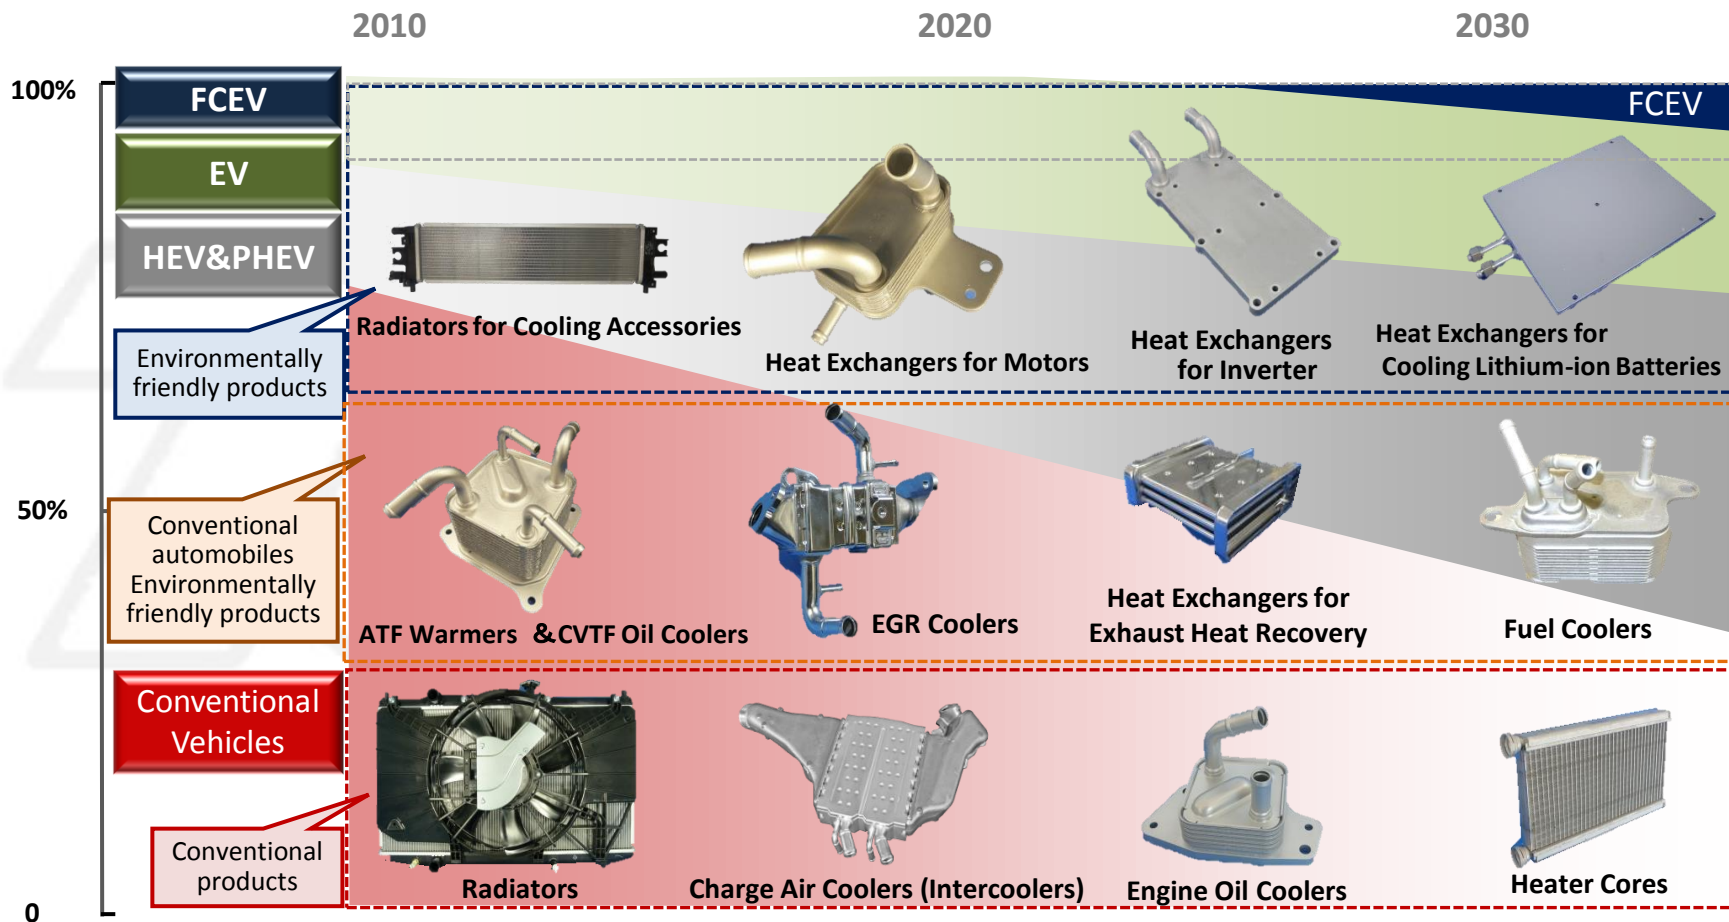 2010 2020 2030
100%
FCEV
FCEV
EV
HEV&PHEV
Radiators for Cooling Accessories
Heat Exchangers for Motors
Heat Exchangers
for Inverter
Heat Exchangers for
Cooling Lithium-ion Batteries
Environmentally
friendly products
50%
Conventional
automobiles
Environmentally
friendly products
ATF Warmers &CVTF Oil Coolers
EGR Coolers
Heat Exchangers for
Exhaust Heat Recovery
Fuel Coolers
Conventional
Vehicles
Conventional
products
Radiators
Charge Air Coolers (Intercoolers)
Engine Oil Coolers
Heater Cores
0